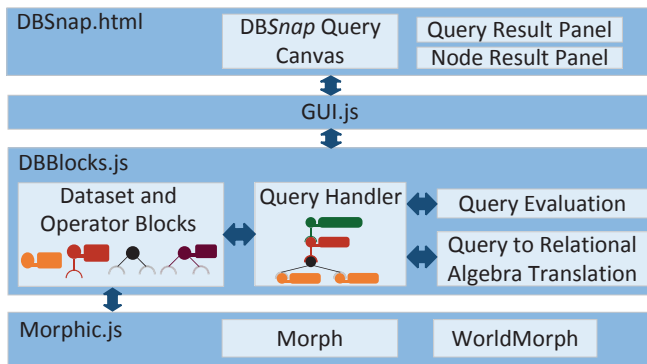 DBSnap.html
DBSnap Query
Canvas
Query Result Panel
Node Result Panel
GUI.js
DBBlocks.js
Dataset and
Operator Blocks
Query Handler
Query Evaluation
Query to Relational
Algebra Translation
Morphic.js
Morph
WorldMorph